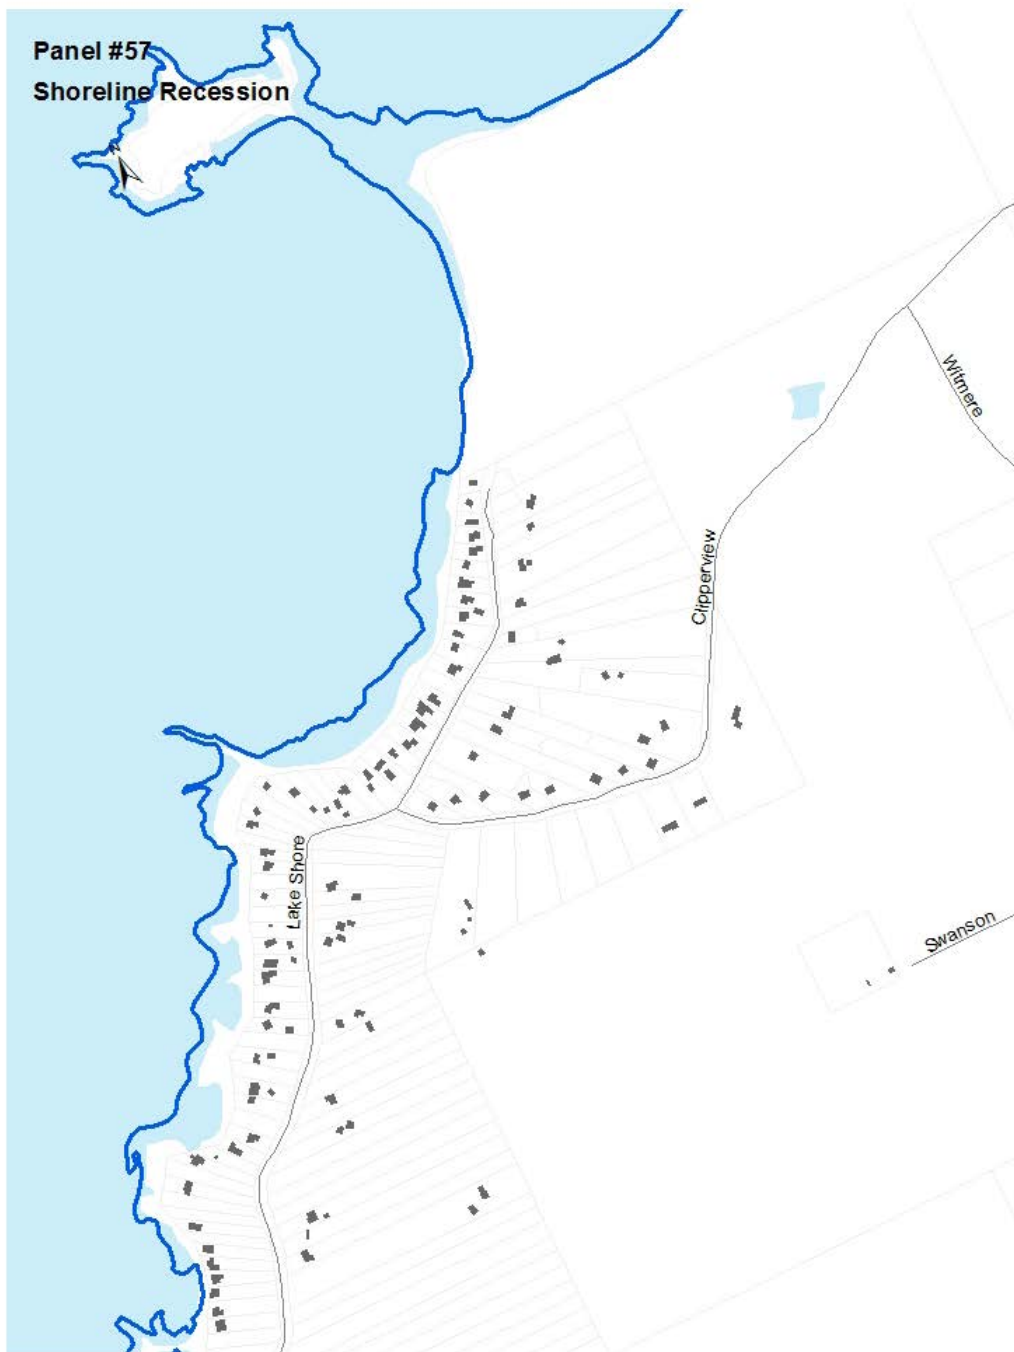 Panel #57
Shoreline Recession
N
Witmere
Clipperview
Lake Shore
Swanson